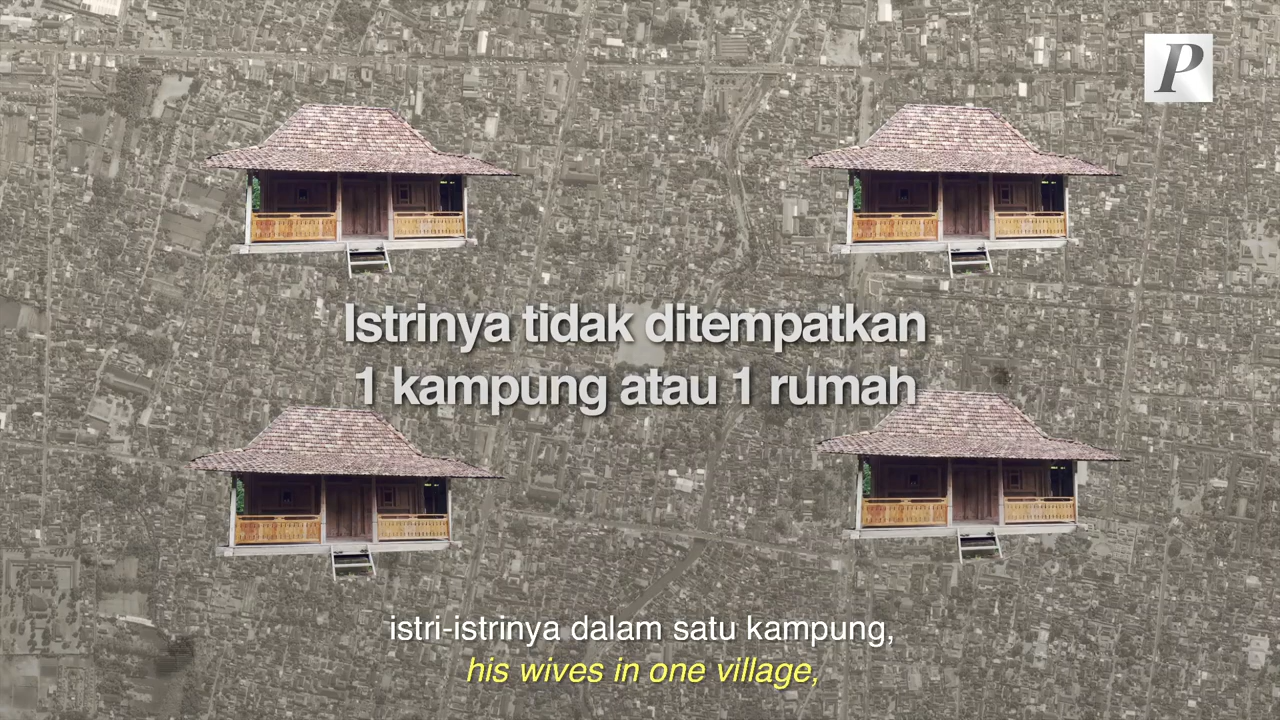 P
Istrinya tidak ditempatkan
1 kampung atau 1 rumah
istri-istrinya dalam satu kampung,
his wives in one village,